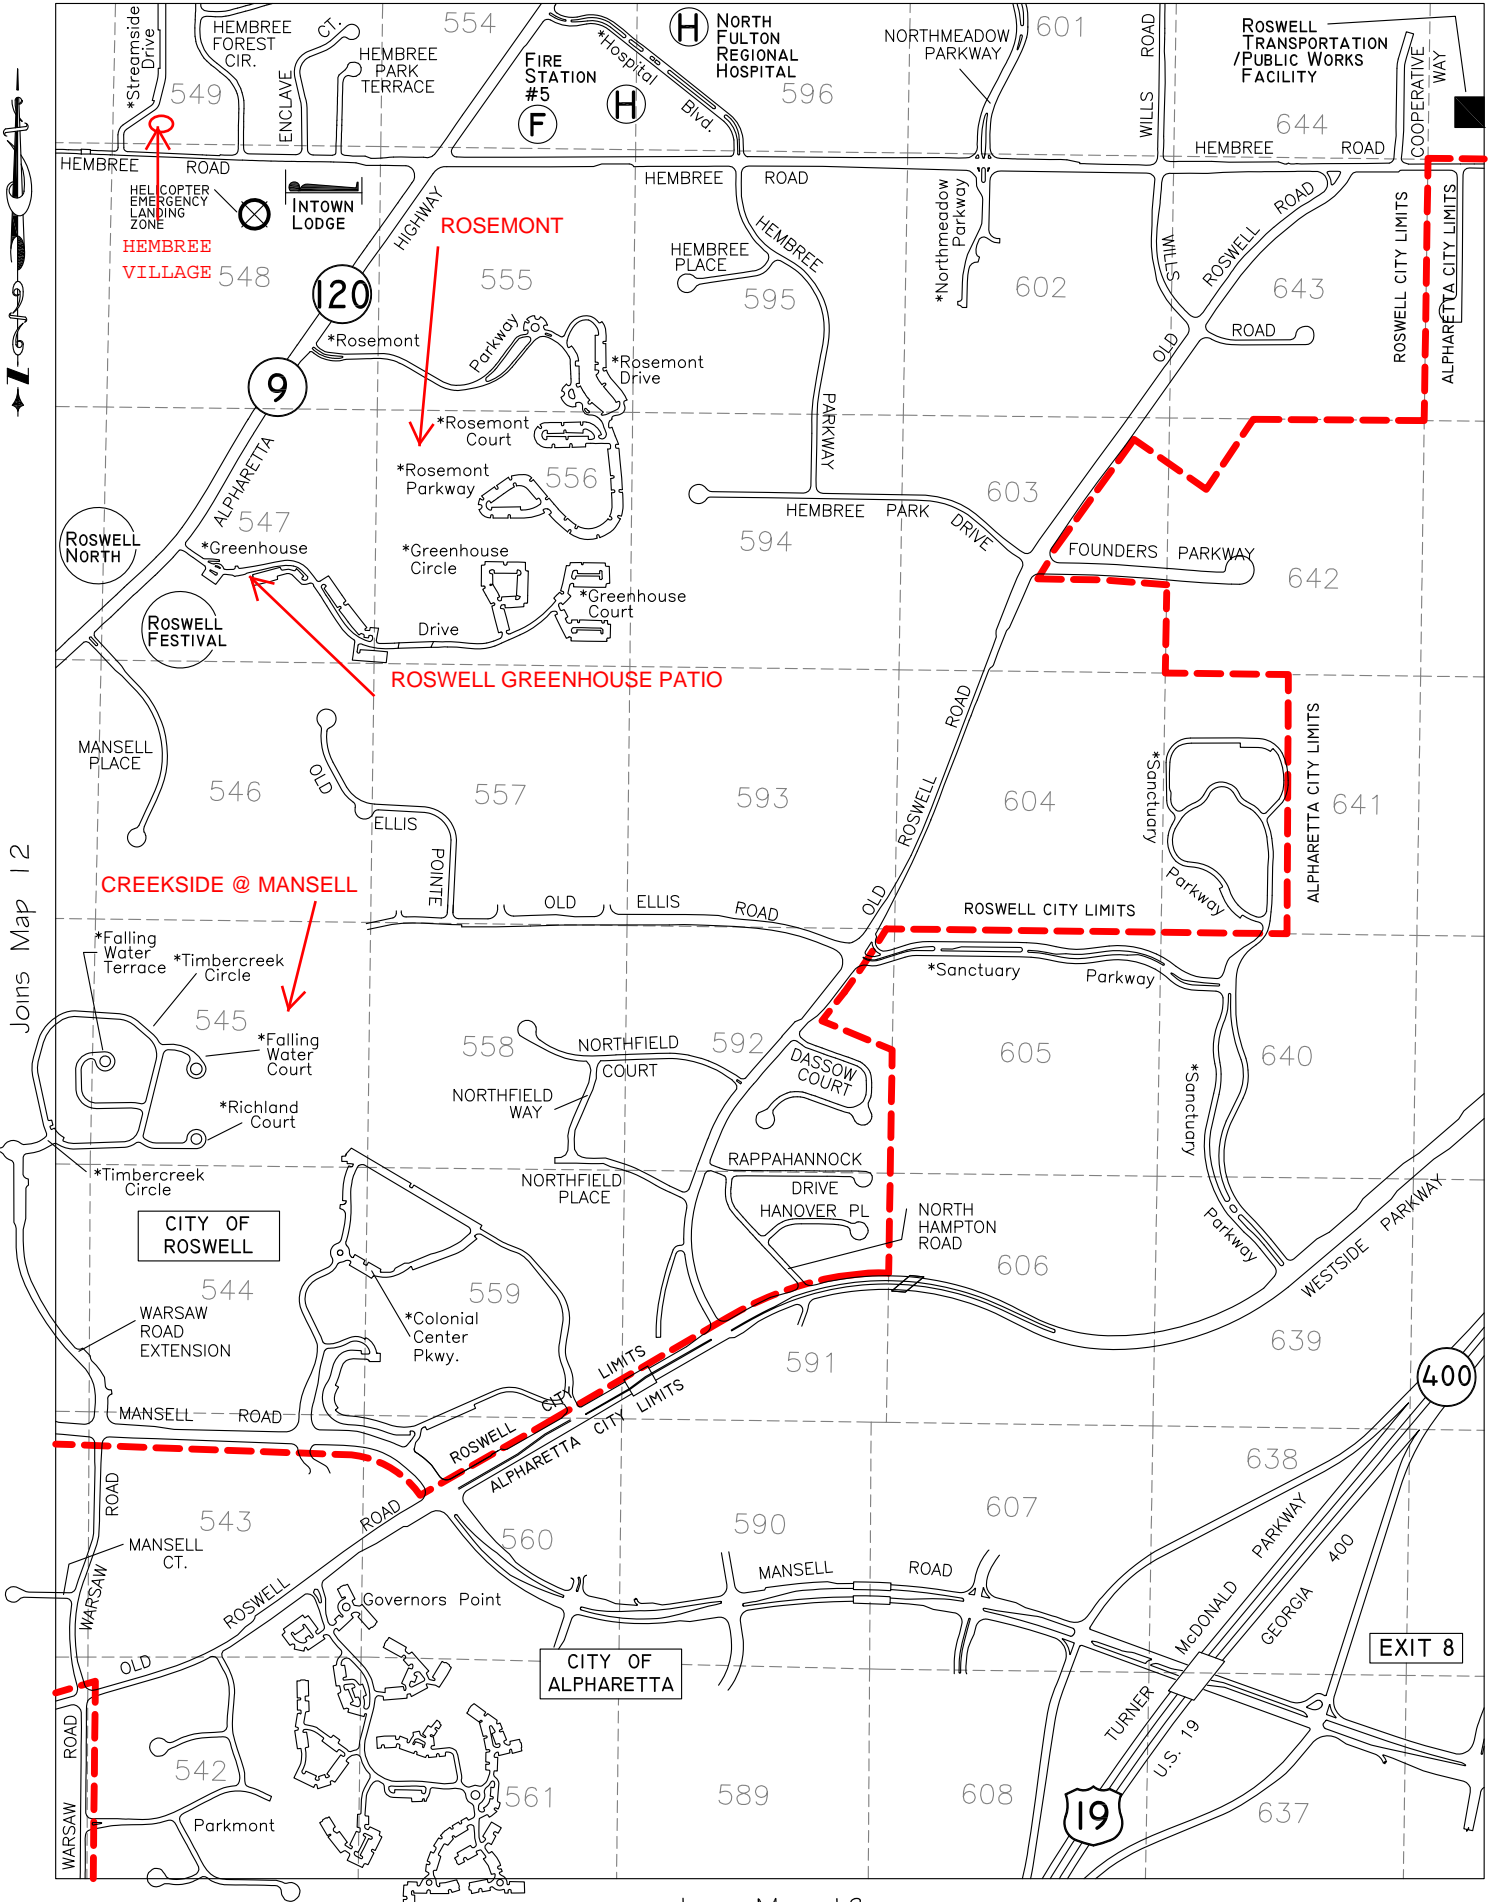 *Streamside
Drive
549
HEMBREE
FOREST
CIR.
CT.
ENCLAVE
HEMBREE
PARK
TERRACE
554
FIRE
STATION
#5
F
*Hospital
Blvd.
H
H
NORTH
FULTON
REGIONAL
HOSPITAL
596
NORTHMEADOW
PARKWAY
601
WILLS ROAD
ROSWELL
TRANSPORTATION
/PUBLIC WORKS
FACILITY
COOPERATIVE
WAY
644
HEMBREE ROAD
HEMBREE ROAD
HEMBREE ROAD
HELICOPTER
EMERGENCY
LANDING
ZONE
INTOWN
LODGE
HEMBREE
VILLAGE
548
HIGHWAY
120
9
ALPHARETTA
ROSEMONT
555
HEMBREE
PLACE
HEMBREE
PARKWAY
595
*Northmeadow
Parkway
602
WILLS
ROAD
OLD
ROSWELL
ROAD
643
ROSWELL CITY LIMITS
ALPHARETTA CITY LIMITS
*Rosemont
Parkway
*Rosemont
Drive
*Rosemont
Court
*Rosemont
Parkway
556
603
HEMBREE PARK DRIVE
594
FOUNDERS PARKWAY
642
547
ROSWELL
NORTH
*Greenhouse
Drive
*Greenhouse
Circle
*Greenhouse
Court
ROSWELL
FESTIVAL
ROSWELL GREENHOUSE PATIO
MANSELL
PLACE
546
OLD
ELLIS
POINTE
557
593
ROAD
ROSWELL
OLD
604
*Sanctuary
Parkway
641
ALPHARETTA CITY LIMITS
Joins Map 12
CREEKSIDE @ MANSELL
OLD ELLIS ROAD
ROSWELL CITY LIMITS
*Sanctuary Parkway
*Falling
Water
Terrace
*Timbercreek
Circle
545
*Falling
Water
Court
*Richland
Court
*Timbercreek
Circle
558
NORTHFIELD
COURT
NORTHFIELD
WAY
NORTHFIELD
PLACE
592
DASSOW
COURT
605
640
*Sanctuary
Parkway
RAPPAHANNOCK
DRIVE
HANOVER PL
NORTH
HAMPTON
ROAD
606
WESTSIDE PARKWAY
CITY OF
ROSWELL
544
WARSAW
ROAD
EXTENSION
559
*Colonial
Center
Pkwy.
591
639
400
MANSELL ROAD
ROSWELL CITY LIMITS
ALPHARETTA CITY LIMITS
ROAD
543
MANSELL
CT.
WARSAW
OLD
ROSWELL
ROAD
560
590
607
638
MANSELL ROAD
PARKWAY
McDONALD
TURNER
400
GEORGIA
U.S. 19
19
EXIT 8
Governors Point
CITY OF
ALPHARETTA
ROAD
WARSAW
542
Parkmont
561
589
608
637